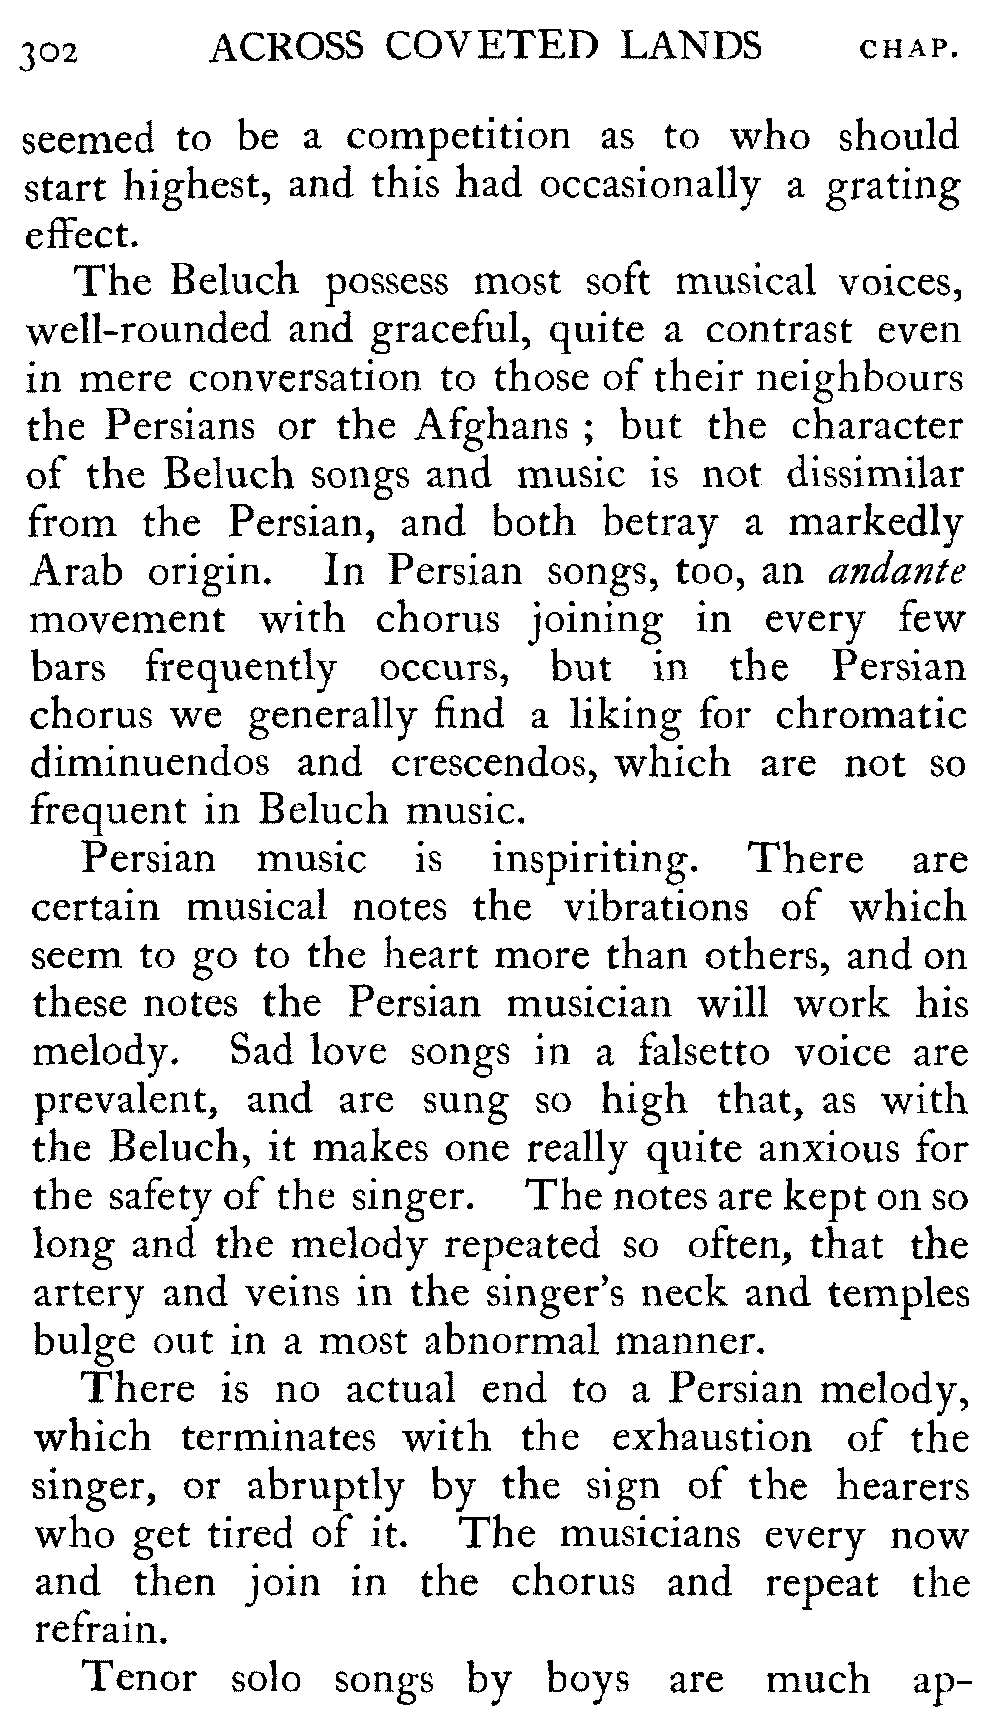 302 ACROSS COVETED LANDS CHAP.
seemed to be a competition as to who should
start highest, and this had occasionally a grating
effect.
The Beluch possess most soft musical voices,
well-rounded and graceful, quite a contrast even
in mere conversation to those of their neighbours
the Persians or the Afghans ; but the character
of the Beluch songs and music is not dissimilar
from the Persian, and both betray a markedly
Arab origin. In Persian songs, too, an andante
movement with chorus joining in every few
bars frequently occurs, but in the Persian
chorus we generally find a liking for chromatic
diminuendos and crescendos, which are not so
frequent in Beluch music.
Persian music is inspiriting. There are
certain musical notes the vibrations of which
seem to go to the heart more than others, and on
these notes the Persian musician will work his
melody. Sad love songs in a falsetto voice are
prevalent, and are sung so high that, as with
the Beluch, it makes one really quite anxious for
the safety of the singer. The notes are kept on so
long and the melody repeated so often, that the
artery and veins in the singer's neck and temples
bulge out in a most abnormal manner.
There is no actual end to a Persian melody,
which terminates with the exhaustion of the
singer, or abruptly by the sign of the hearers
who get tired of it. The musicians every now
and then join in the chorus and repeat the
refrain.
Tenor solo songs by boys are much ap-